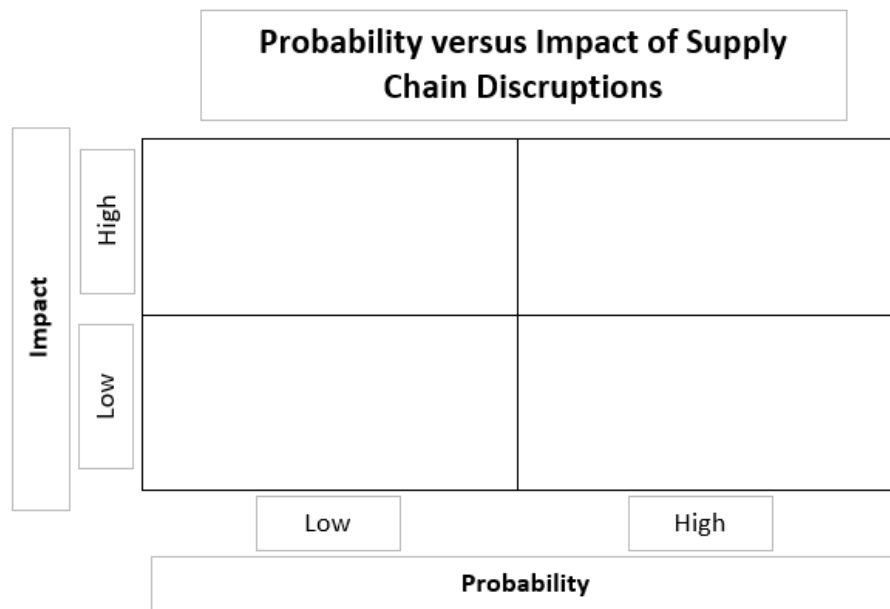 Probability versus Impact of Supply
Chain Discruptions
Impact
High
Low
Low
High
Probability